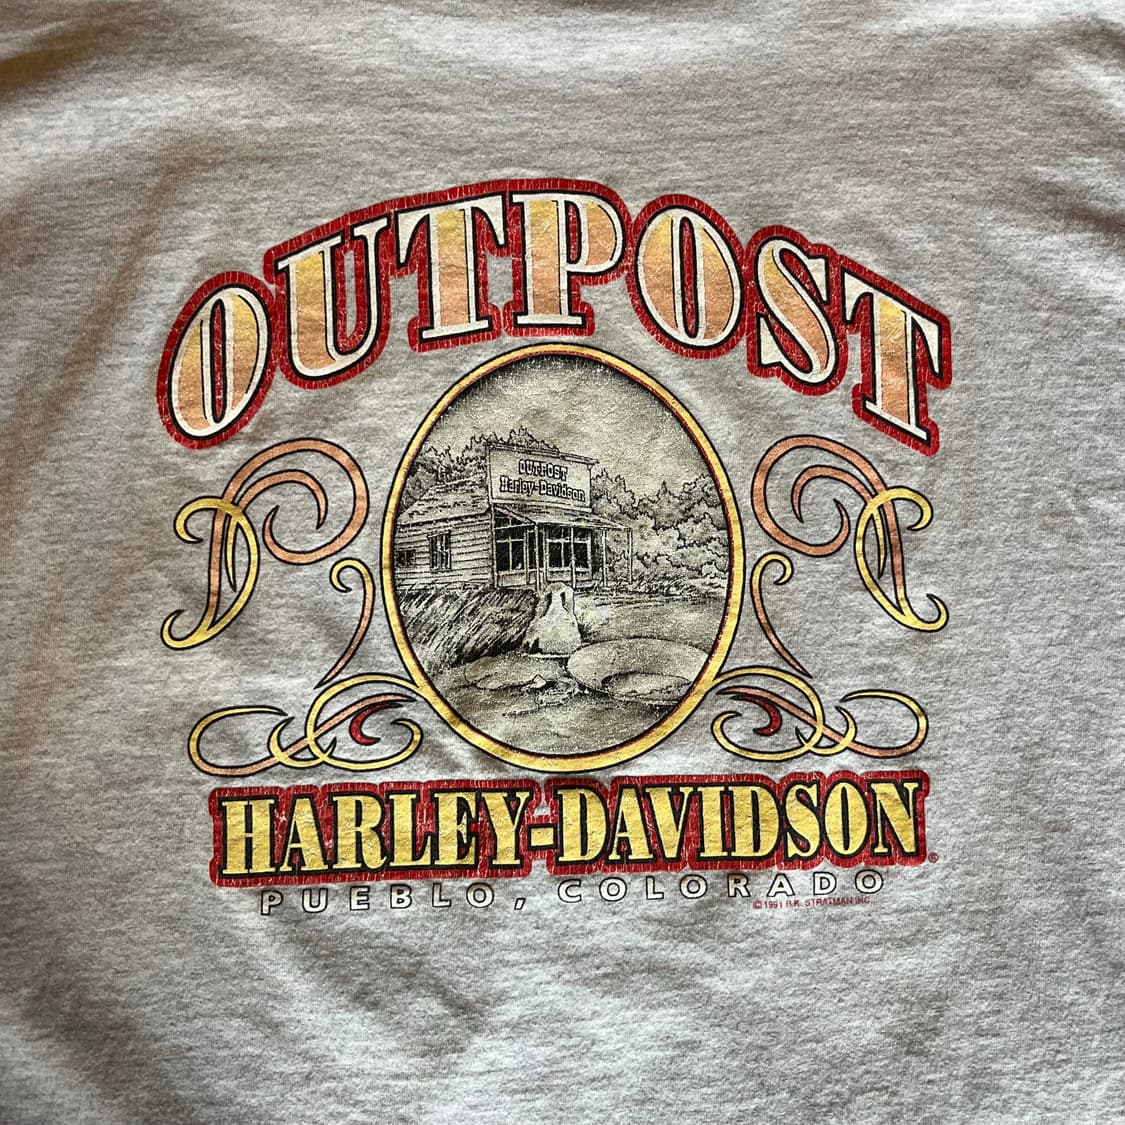 OUTPOST
OUTPOST
Harley-Davidson
HARLEY-DAVIDSON®
PUEBLO, COLORADO
© 1991 R.K. STRATMAN INC.